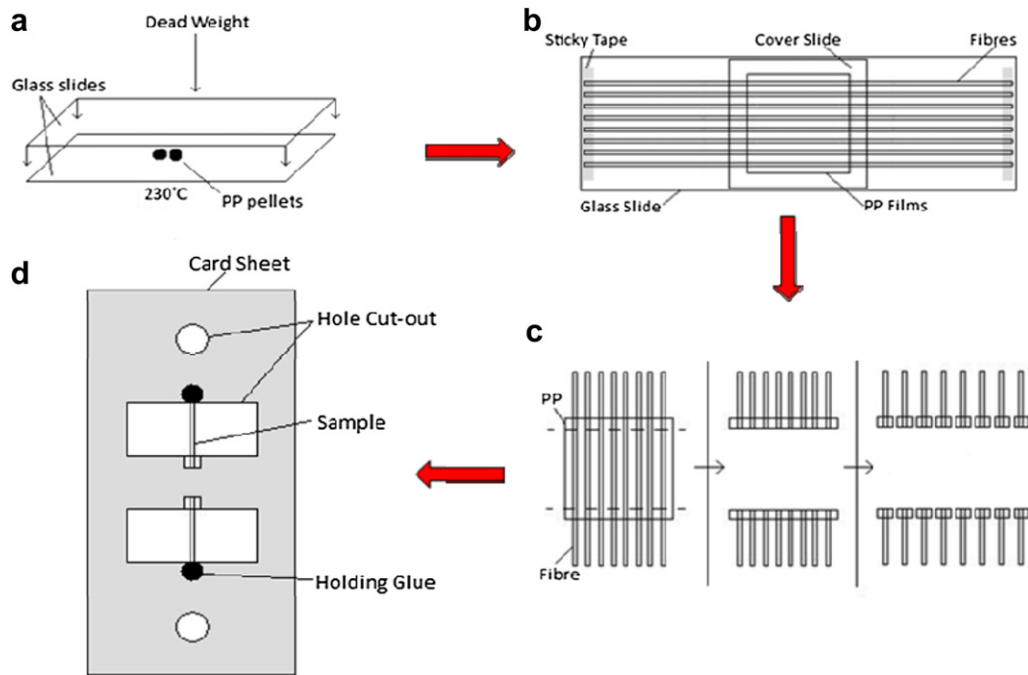 a
Dead Weight
Glass slides
230°C
PP pellets
b
Sticky Tape
Cover Slide
Fibres
Glass Slide
PP Films
c
PP
Fibre
d
Card Sheet
Hole Cut-out
Sample
Holding Glue